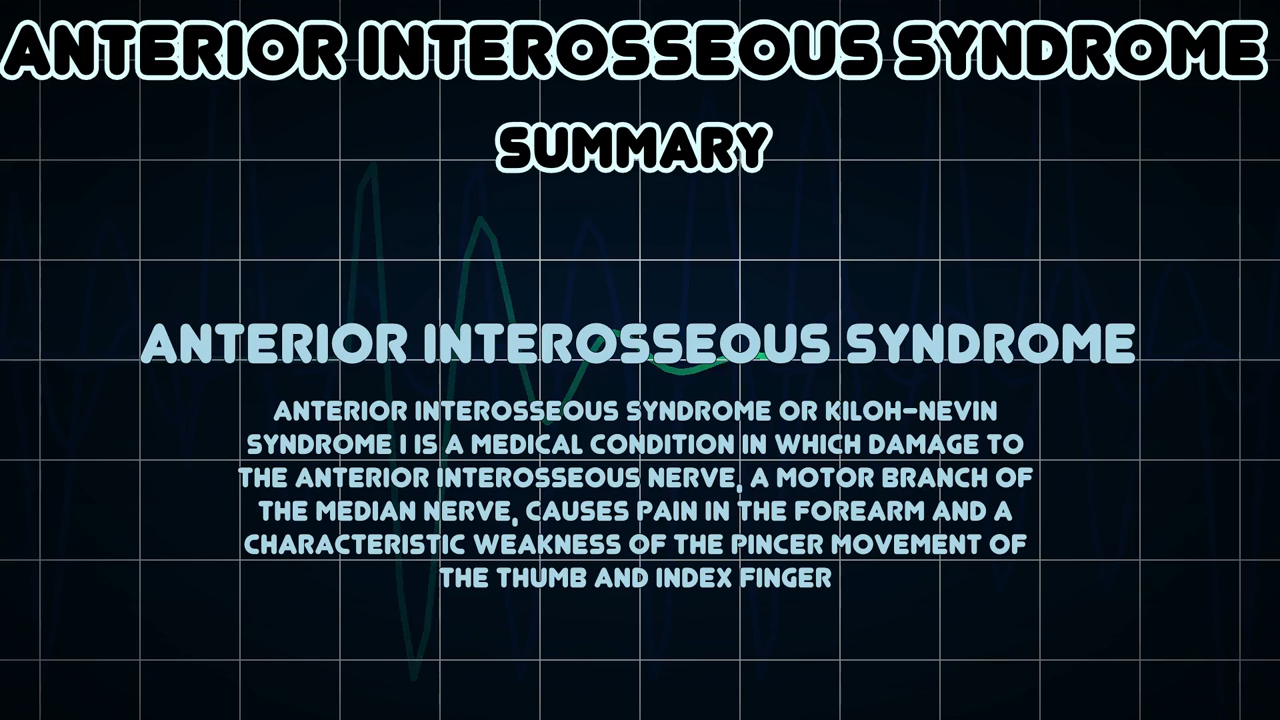 ANTERIOR INTEROSSEOUS SYNDROME
SUMMARY
ANTERIOR INTEROSSEOUS SYNDROME
ANTERIOR INTEROSSEOUS SYNDROME OR KILOH-NEVIN
SYNDROME I IS A MEDICAL CONDITION IN WHICH DAMAGE TO
THE ANTERIOR INTEROSSEOUS NERVE, A MOTOR BRANCH OF
THE MEDIAN NERVE, CAUSES PAIN IN THE FOREARM AND A
CHARACTERISTIC WEAKNESS OF THE PINCER MOVEMENT OF
THE THUMB AND INDEX FINGER